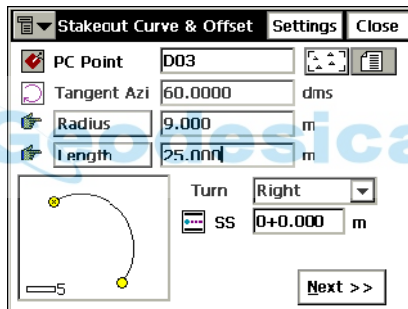 Stakeout Curve & Offset Settings Close
PC Point D03
Tangent Azi 60.0000 dms
Radius 9.000 m
Length 25.000 m
Geodesica
Turn Right
SS 0+0.000 m
5
Next >>